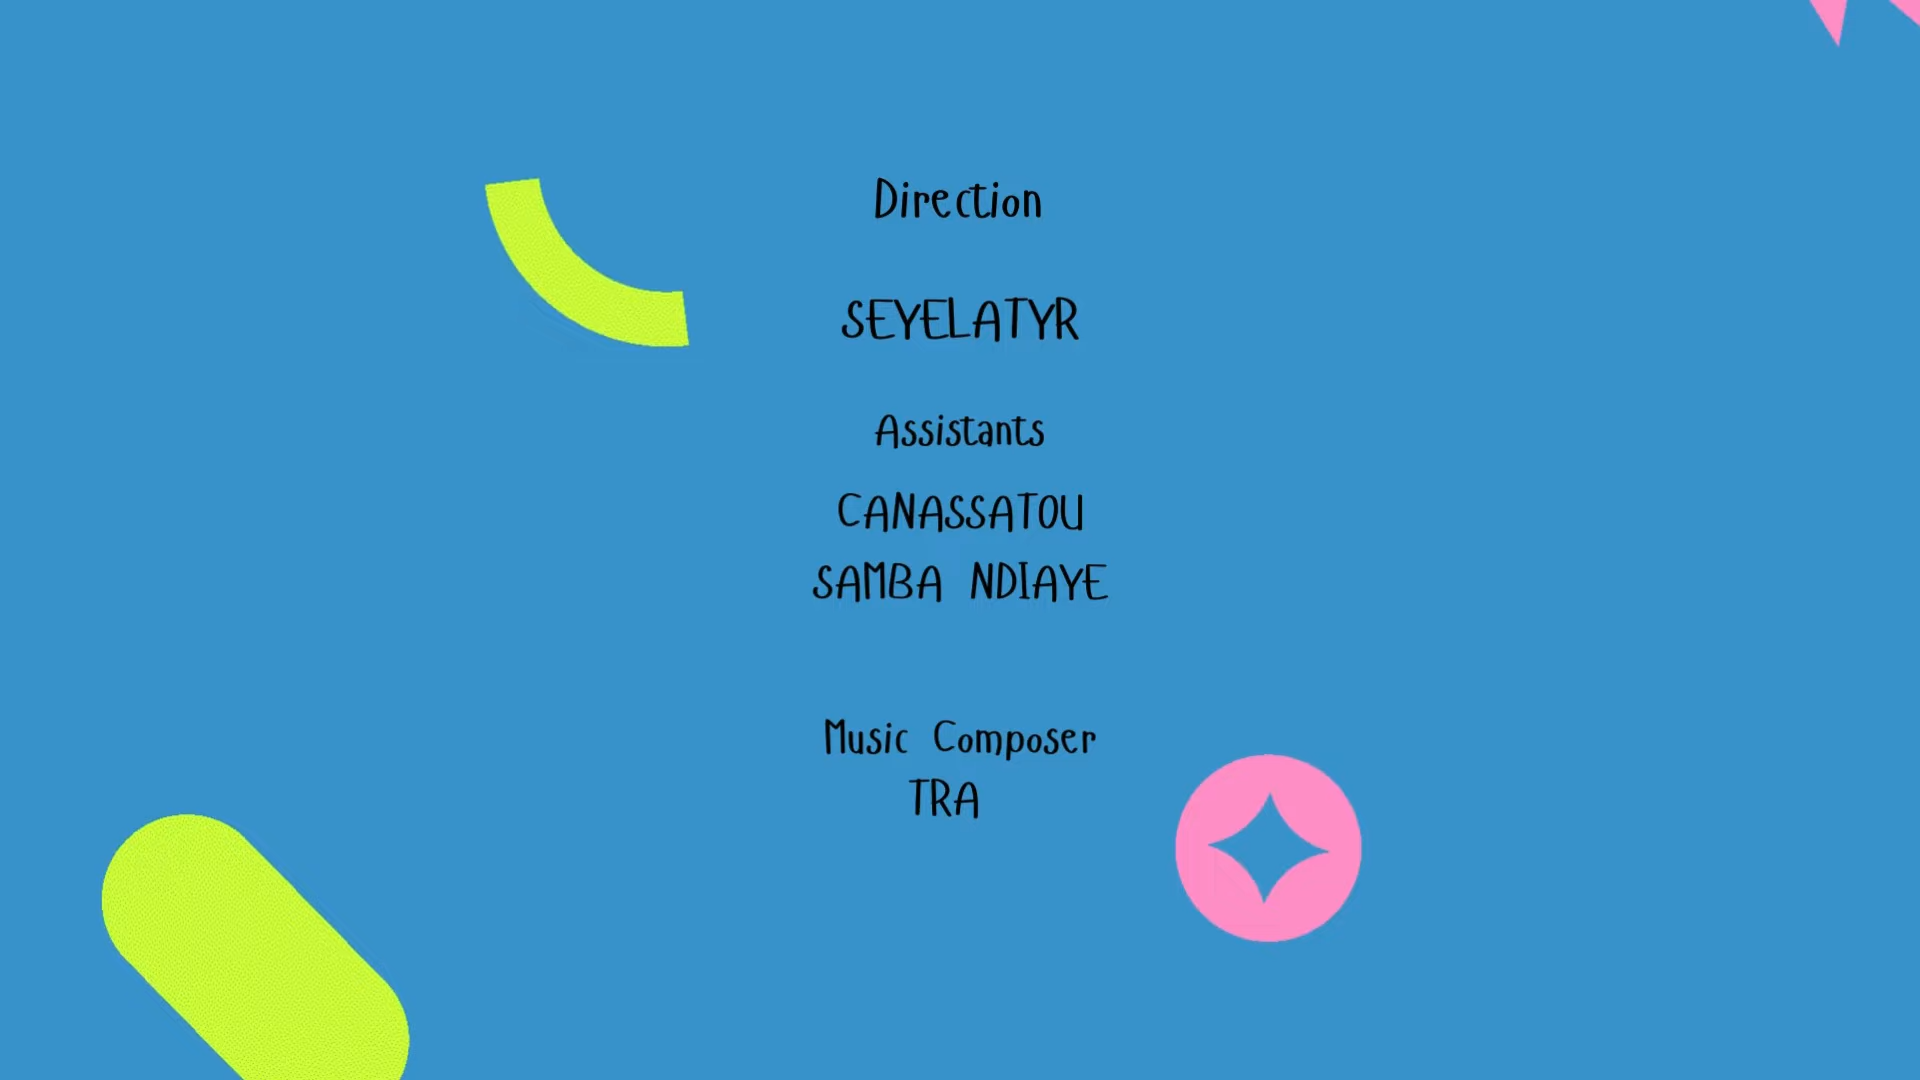 Direction
SEYELATYR
Assistants
CANASSATOU
SAMBA NDIAYE
Music Composer
TRA